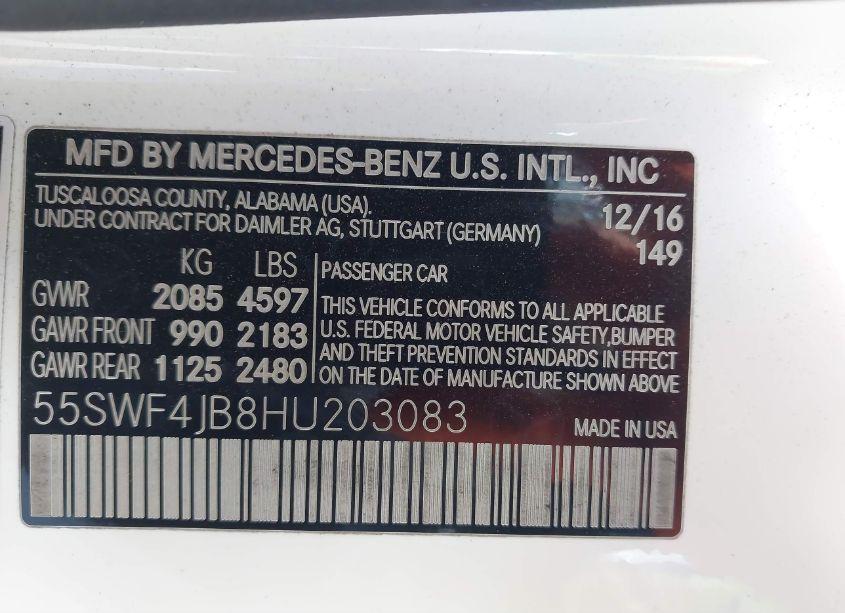 MFD BY MERCEDES-BENZ U.S. INTL., INC
TUSCALOOSA COUNTY, ALABAMA (USA).
UNDER CONTRACT FOR DAIMLER AG, STUTTGART (GERMANY)
12/16
149
KG LBS
GVWR 2085 4597
GAWR FRONT 990 2183
GAWR REAR 1125 2480
PASSENGER CAR
THIS VEHICLE CONFORMS TO ALL APPLICABLE
U.S. FEDERAL MOTOR VEHICLE SAFETY,BUMPER
AND THEFT PREVENTION STANDARDS IN EFFECT
ON THE DATE OF MANUFACTURE SHOWN ABOVE.
55SWF4JB8HU203083
MADE IN USA